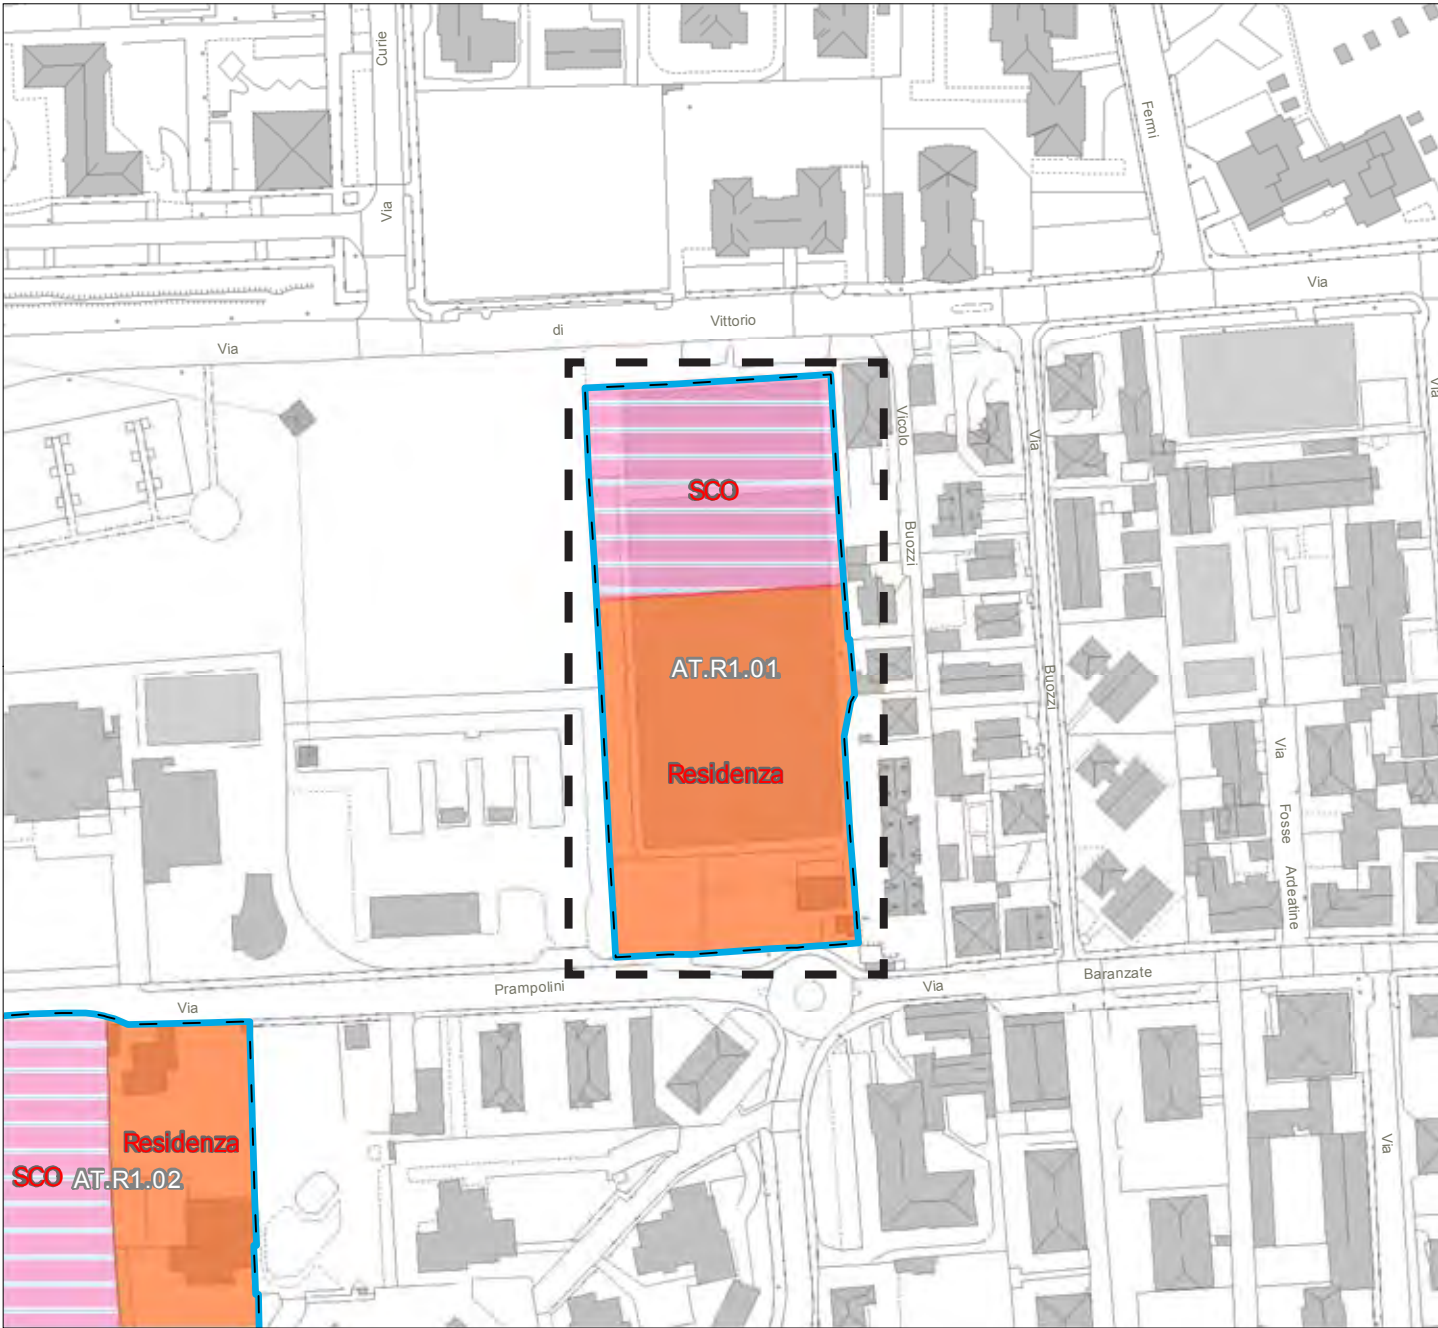 Curie
Fermi
Via
Via
Vittorio
di
Via
Via
Vicolo
Via
SCO
Buozzi
AT.R1.01
Buozzi
Via
Residenza
Fosse
Ardeatine
Baranzate
Via
Prampolini
Via
Residenza
Via
SCO
AT.R1.02